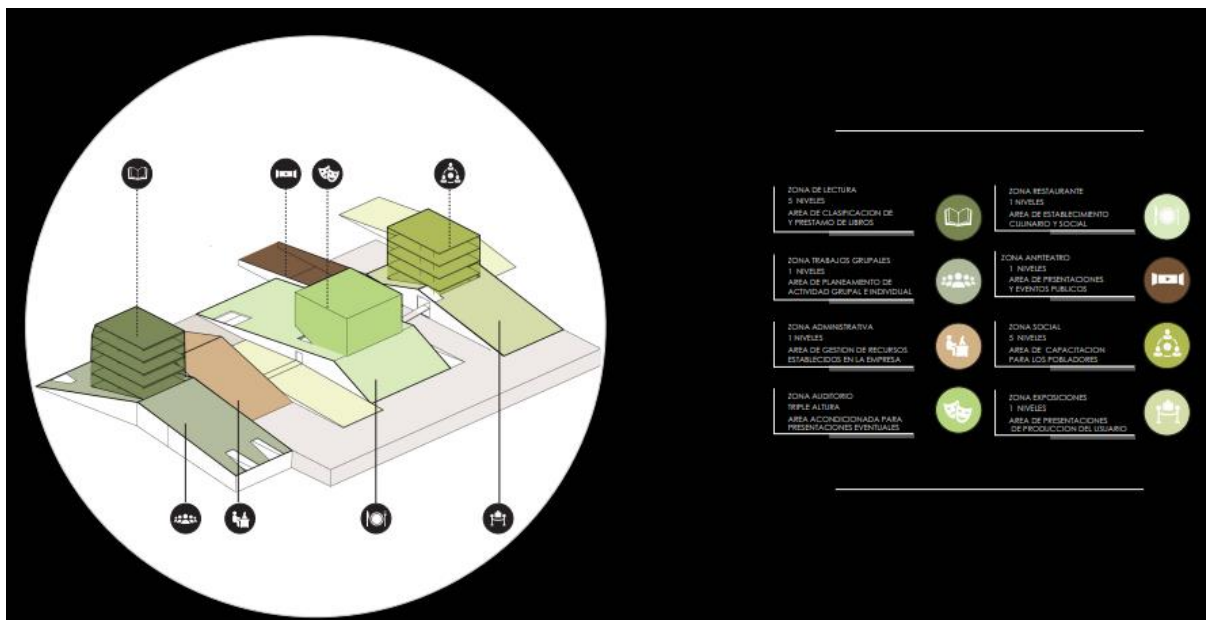 ZONA DE LECTURA
5 NIVELES
AREA DE CLASIFICACION DE
Y PRESTAMO DE LIBROS
ZONA TRABAJOS GRUPALES
1 NIVELES
AREA DE PLANEAMIENTO DE
ACTIVIDAD GRUPAL E INDIVIDUAL
ZONA ADMINISTRATIVA
1 NIVELES
AREA DE GESTION DE RECURSOS
ESTABLECIDOS EN LA EMPRESA
ZONA AUDITORIO
TRIPLE ALTURA
AREA ACONDICIONADA PARA
PRESENTACIONES EVENTUALES
ZONA RESTAURANTE
1 NIVELES
AREA DE ESTABLECIMIENTO
CULINARIO Y SOCIAL
ZONA ANFITEATRO
1 NIVELES
AREA DE PRSENTACIONES
Y EVENTOS PUBLICOS
ZONA SOCIAL
5 NIVELES
AREA DE CAPACITACION
PARA LOS POBLADORES
ZONA EXPOSICIONES
1 NIVELES
AREA DE PRESENTACIONES
DE PRODUCCION DEL USUARIO